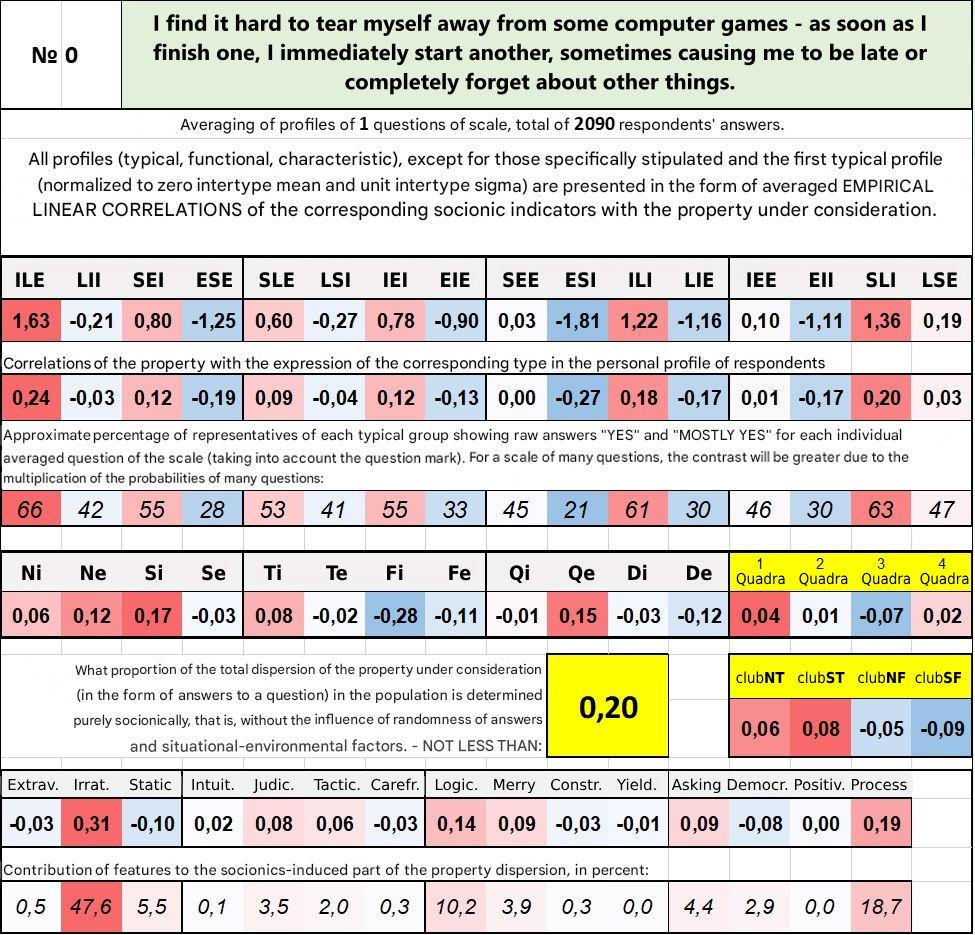 № 0
I find it hard to tear myself away from some computer games - as soon as I
finish one, I immediately start another, sometimes causing me to be late or
completely forget about other things.
Averaging of profiles of 1 questions of scale, total of 2090 respondents' answers.
All profiles (typical, functional, characteristic), except for those specifically stipulated and the first typical profile
(normalized to zero intertype mean and unit intertype sigma) are presented in the form of averaged EMPIRICAL
LINEAR CORRELATIONS of the corresponding socionic indicators with the property under consideration.
ILE LII SEI ESE SLE LSI IEI EIE SEE ESI ILI LIE IEE EII SLI LSE
1,63 -0,21 0,80 -1,25 0,60 -0,27 0,78 -0,90 0,03 -1,81 1,22 -1,16 0,10 -1,11 1,36 0,19
Correlations of the property with the expression of the corresponding type in the personal profile of respondents
0,24 -0,03 0,12 -0,19 0,09 -0,04 0,12 -0,13 0,00 -0,27 0,18 -0,17 0,01 -0,17 0,20 0,03
Approximate percentage of representatives of each typical group showing raw answers "YES" and "MOSTLY YES" for each individual
averaged question of the scale (taking into account the question mark). For a scale of many questions, the contrast will be greater due to the
multiplication of the probabilities of many questions:
66 42 55 28 53 41 55 33 45 21 61 30 46 30 63 47
Ni Ne Si Se Ti Te Fi Fe Qi Qe Di De 1 Quadra 2 Quadra 3 Quadra 4 Quadra
0,06 0,12 0,17 -0,03 0,08 -0,02 -0,28 -0,11 -0,01 0,15 -0,03 -0,12 0,04 0,01 -0,07 0,02
What proportion of the total dispersion of the property under consideration
(in the form of answers to a question) in the population is determined
purely socionically, that is, without the influence of randomness of answers
and situational-environmental factors. - NOT LESS THAN:
0,20
clubNT clubST clubNF clubSF
0,06 0,08 -0,05 -0,09
Extrav. Irrat. Static Intuit. Judic. Tactic. Carefr. Logic. Merry Constr. Yield. Asking Democr. Positiv. Process
-0,03 0,31 -0,10 0,02 0,08 0,06 -0,03 0,14 0,09 -0,03 -0,01 0,09 -0,08 0,00 0,19
Contribution of features to the socionics-induced part of the property dispersion, in percent:
0,5 47,6 5,5 0,1 3,5 2,0 0,3 10,2 3,9 0,3 0,0 4,4 2,9 0,0 18,7